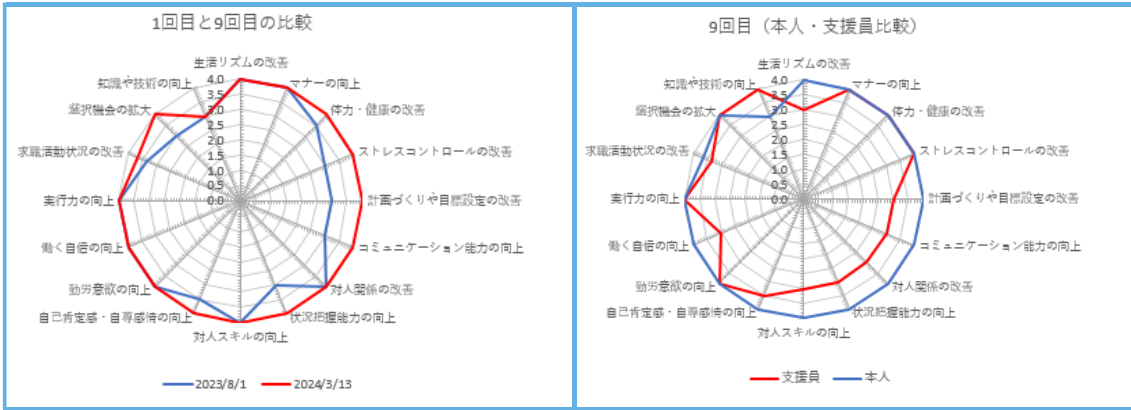 1回目と9回目の比較
生活リズムの改善
マナーの向上
体力・健康の改善
ストレスコントロールの改善
計画づくりや目標設定の改善
コミュニケーション能力の向上
対人関係の改善
状況把握能力の向上
対人スキルの向上
自己肯定感・自尊感情の向上
勤労意欲の向上
働く自信の向上
実行力の向上
求職活動状況の改善
選択機会の拡大
知識や技術の向上
4.0
3.5
3.0
2.5
2.0
1.5
1.0
0.5
0.0
2023/8/1
2024/3/13
9回目（本人・支援員比較）
生活リズムの改善
マナーの向上
体力・健康の改善
ストレスコントロールの改善
計画づくりや目標設定の改善
コミュニケーション能力の向上
対人関係の改善
状況把握能力の向上
対人スキルの向上
自己肯定感・自尊感情の向上
勤労意欲の向上
働く自信の向上
実行力の向上
求職活動状況の改善
選択機会の拡大
知識や技術の向上
4.0
3.5
3.0
2.5
2.0
1.5
1.0
0.5
0.0
支援員
本人